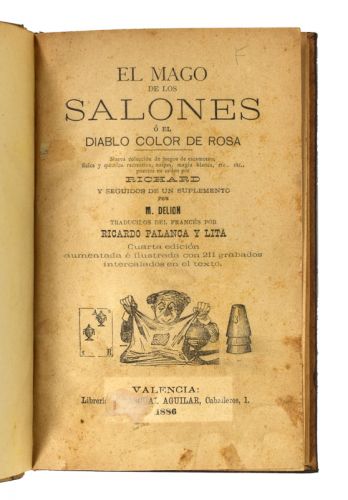 F
EL MAGO
DE LOS
SALONES
Ó EL
DIABLO COLOR DE ROSA
Nueva colección de juegos de escamoteo,
física y química recreativa, naipes, magia blanca, etc., etc.,
puestos en orden por
RICHARD
Y SEGUIDOS DE UN SUPLEMENTO
POR
M. DELION
TRADUCIDOS DEL FRANCÉS POR
RICARDO PALANCA Y LITA
Cuarta edición
aumentada é ilustrada con 211 grabados
intercalados en el texto.
VALENCIA:
Librería AGUILAR, Caballeros, 1.
1886